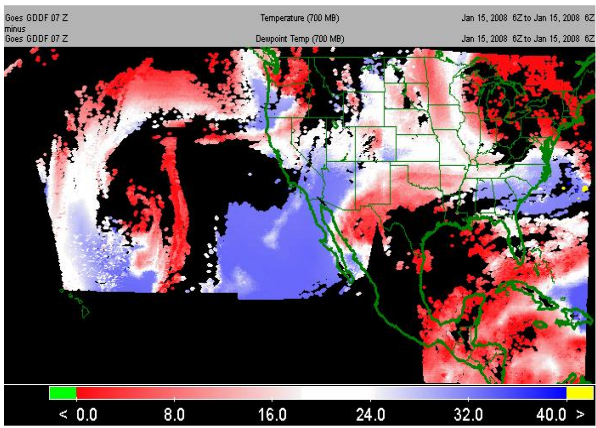 Goes GDDF 07 Z Temperature (700 MB) Jan 15, 2008 6Z to Jan 15, 2008 6Z
minus
Goes GDDF 07 Z Dewpoint Temp (700 MB) Jan 15, 2008 6Z to Jan 15, 2008 6Z
< 0.0 8.0 16.0 24.0 32.0 40.0 >